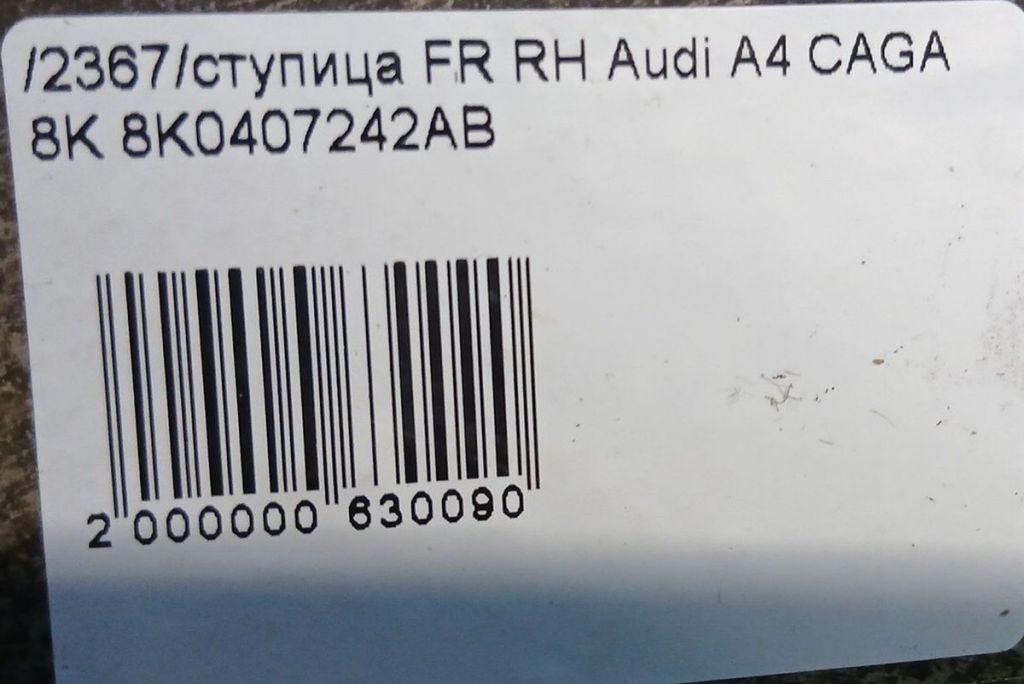 /2367/ступица FR RH Audi A4 CAGA
8K 8K0407242AB
2 000000 630090